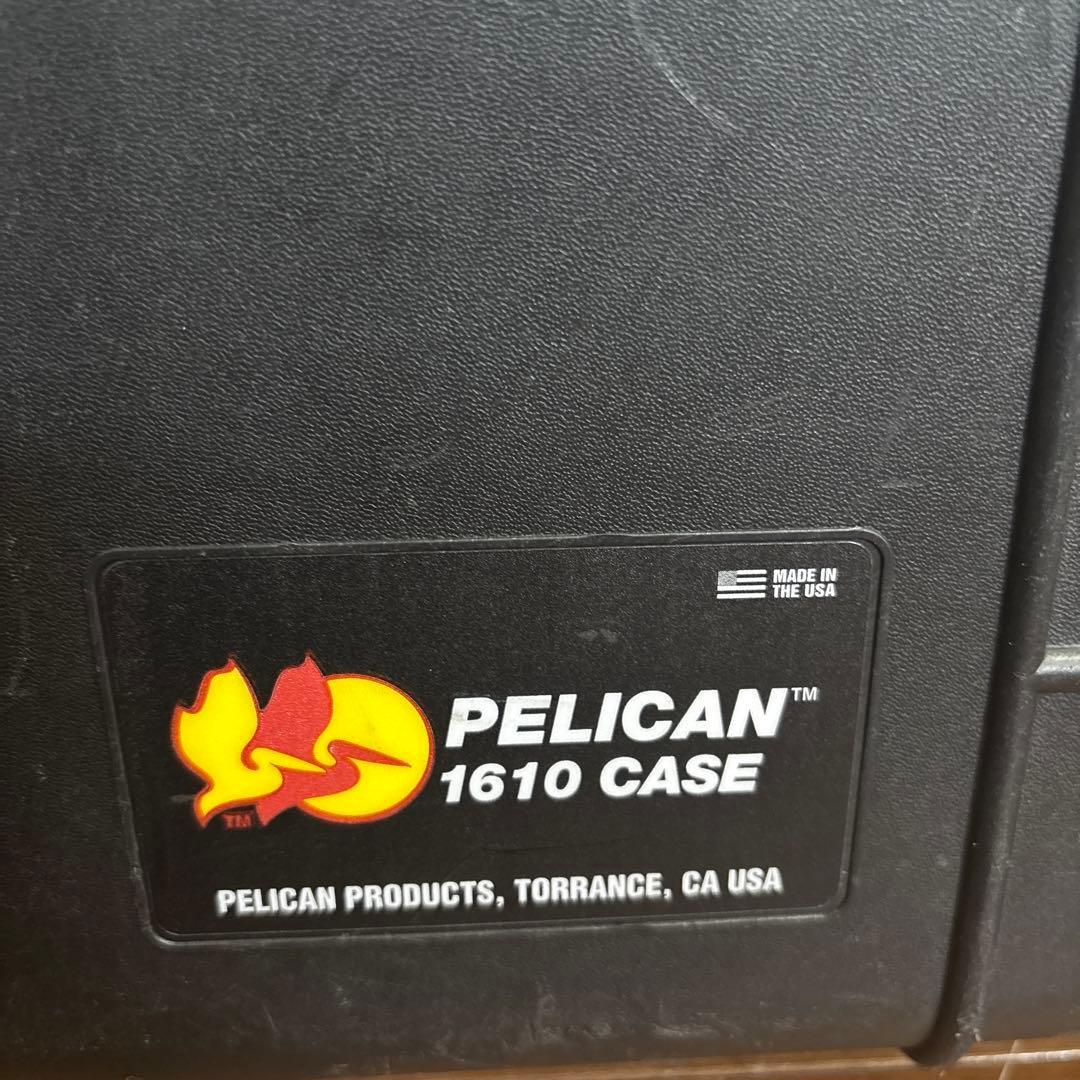 MADE IN
THE USA
PELICAN™
1610 CASE
TM
PELICAN PRODUCTS, TORRANCE, CA USA